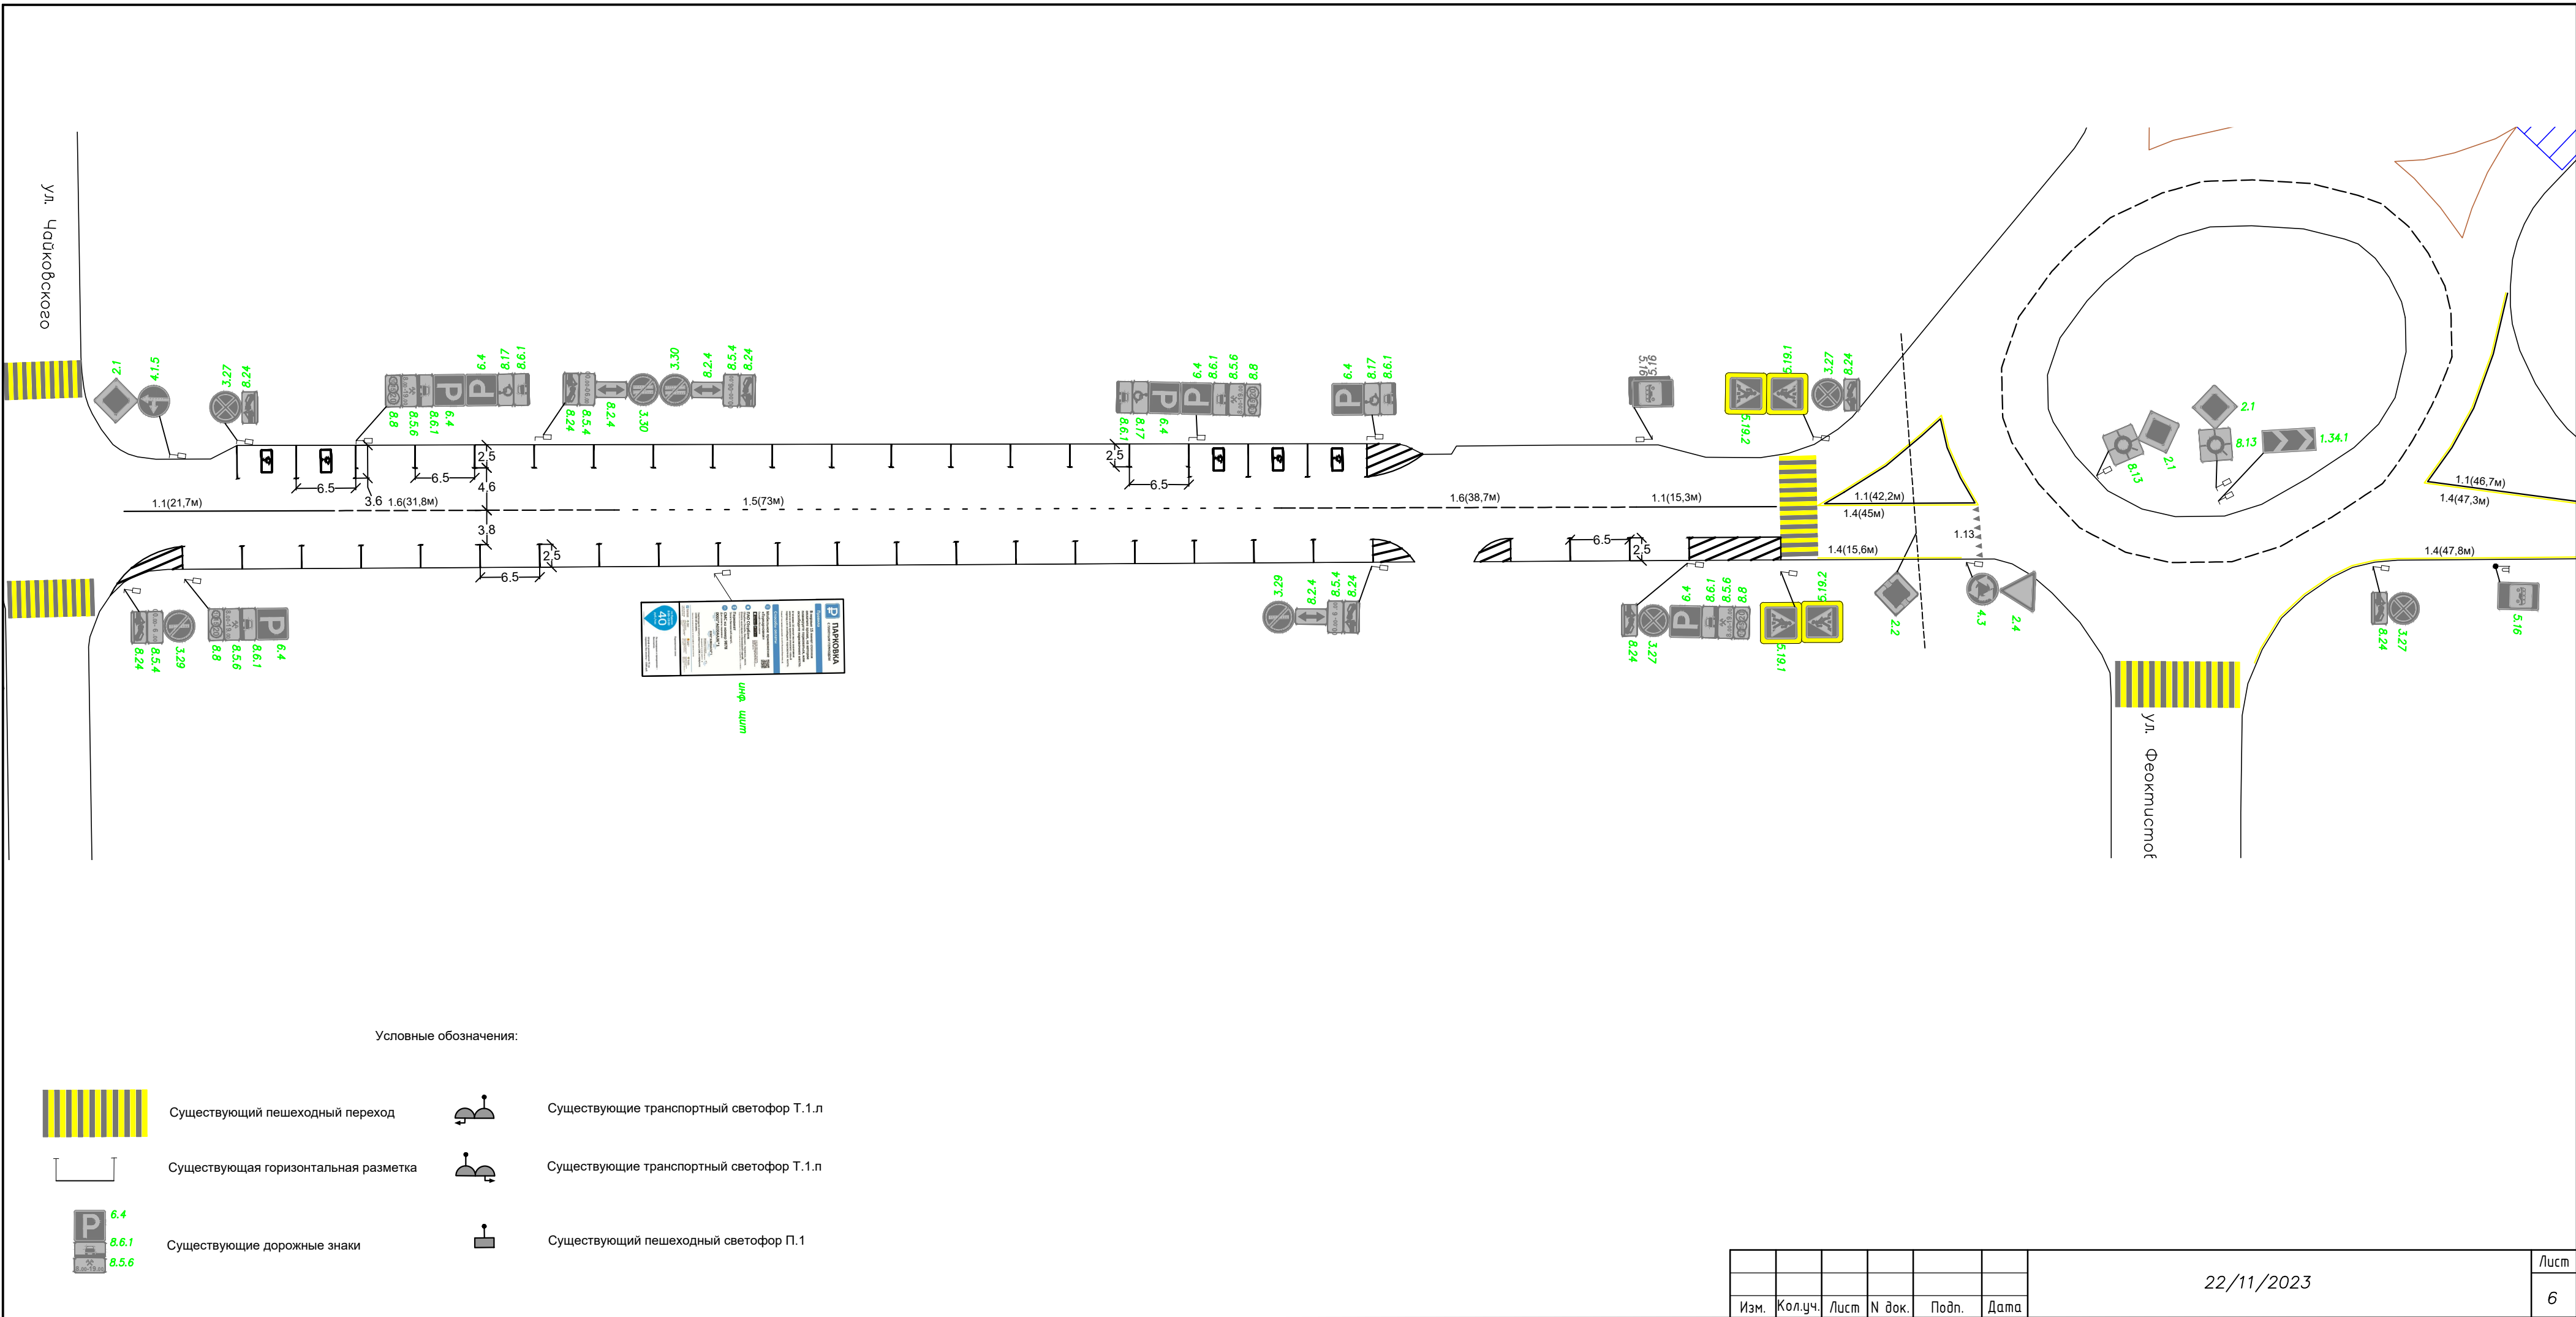 ул. Чайковского
2.1
4.1.5
3.27
8.24
8.8
8.5.6
8.6.1
6.4
6.4
8.17
8.6.1
8.24
8.5.4
8.2.4
3.30
3.30
8.2.4
8.5.4
8.24
8.6.1
8.17
6.4
6.4
8.6.1
8.5.6
8.8
6.4
8.17
8.6.1
5.16
5.19
5.19.2
5.19.1
3.27
8.24
8.13
2.1
2.1
8.13
1.34.1
1.1(21,7м)
3.6
1.6(31,8м)
1.5(73м)
1.6(38,7м)
1.1(15,3м)
1.1(42,2м)
1.4(45м)
1.4(15,6м)
1.13
1.1(46,7м)
1.4(47,3м)
1.4(47,8м)
6.5
6.5
2.5
4.6
3.8
2.5
6.5
2.5
6.5
6.5
2.5
8.24
8.5.4
3.29
8.8
8.5.6
8.6.1
6.4
ПАРКОВКА
40
инф щит
3.29
8.2.4
8.5.4
8.24
8.24
3.27
6.4
8.6.1
8.5.6
8.8
5.19.1
5.19.2
2.2
4.3
2.4
8.24
3.27
5.16
ул. Феоктистов
Условные обозначения:
Существующий пешеходный переход
Существующие транспортный светофор Т.1.л
Существующая горизонтальная разметка
Существующие транспортный светофор Т.1.п
P
6.4
8.6.1
8.5.6
Существующие дорожные знаки
Существующий пешеходный светофор П.1
Изм.
Кол.уч.
Лист
N док.
Подп.
Дата
22/11/2023
Лист
6